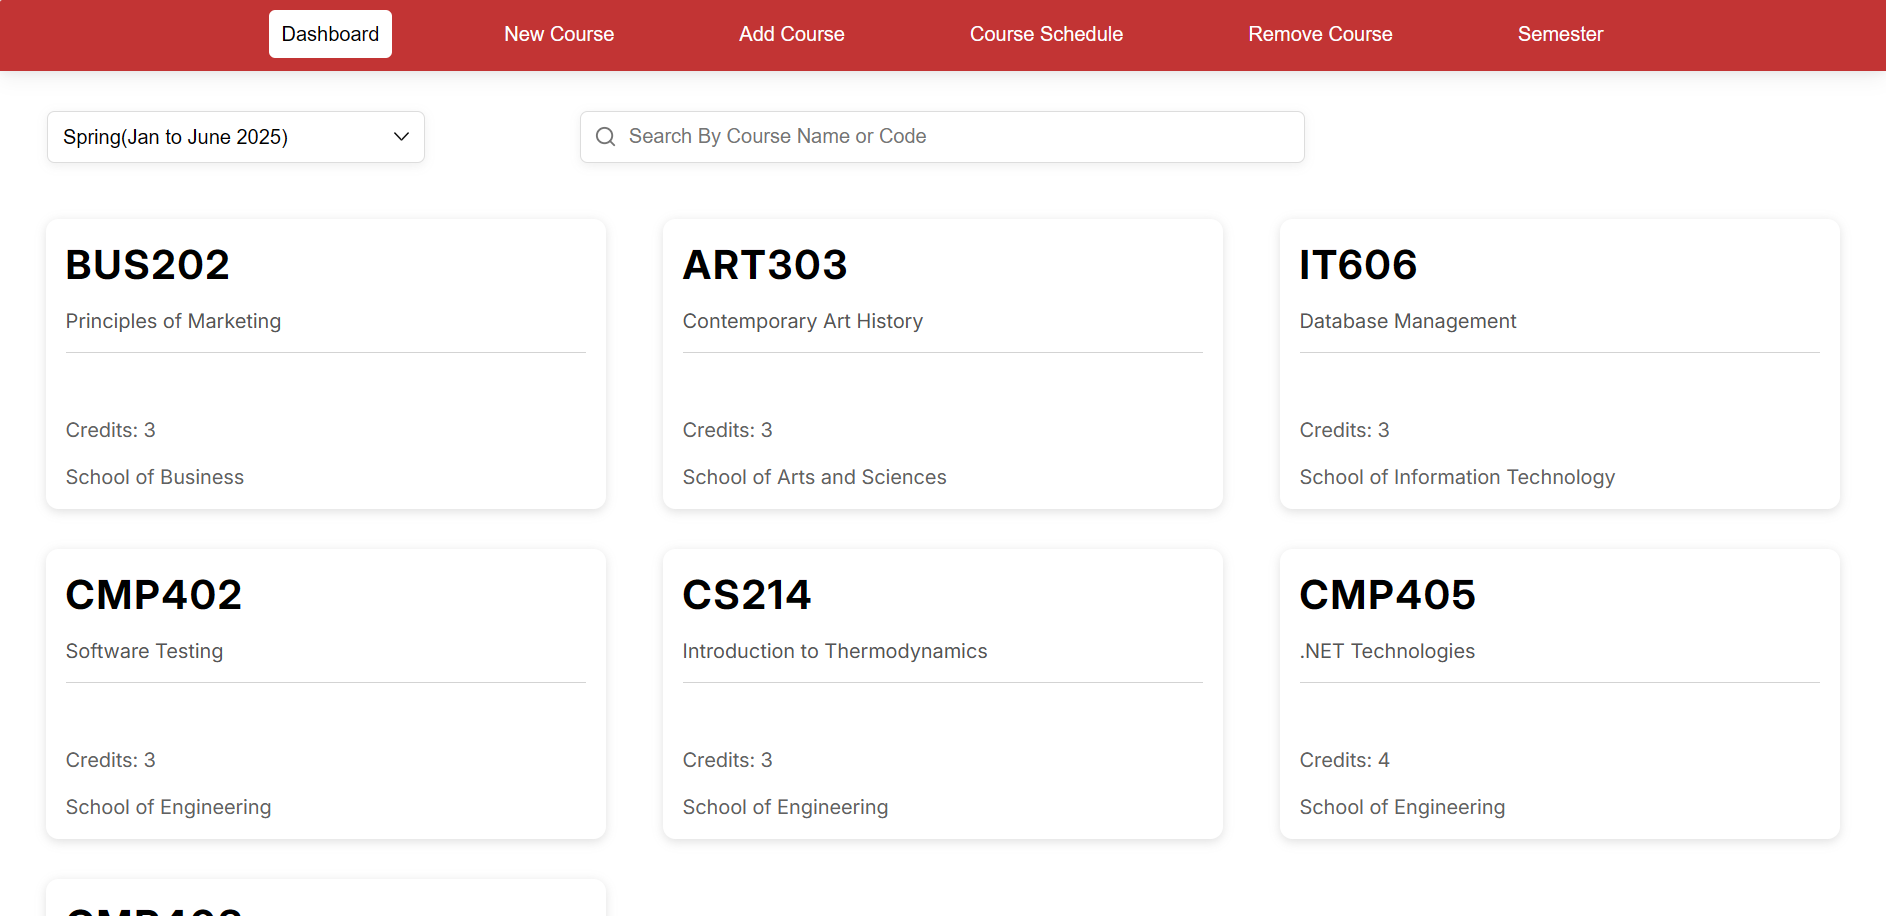 Dashboard New Course Add Course Course Schedule Remove Course Semester
Spring(Jan to June 2025)
Search By Course Name or Code
BUS202
Principles of Marketing
Credits: 3
School of Business
ART303
Contemporary Art History
Credits: 3
School of Arts and Sciences
IT606
Database Management
Credits: 3
School of Information Technology
CMP402
Software Testing
Credits: 3
School of Engineering
CS214
Introduction to Thermodynamics
Credits: 3
School of Engineering
CMP405
.NET Technologies
Credits: 4
School of Engineering